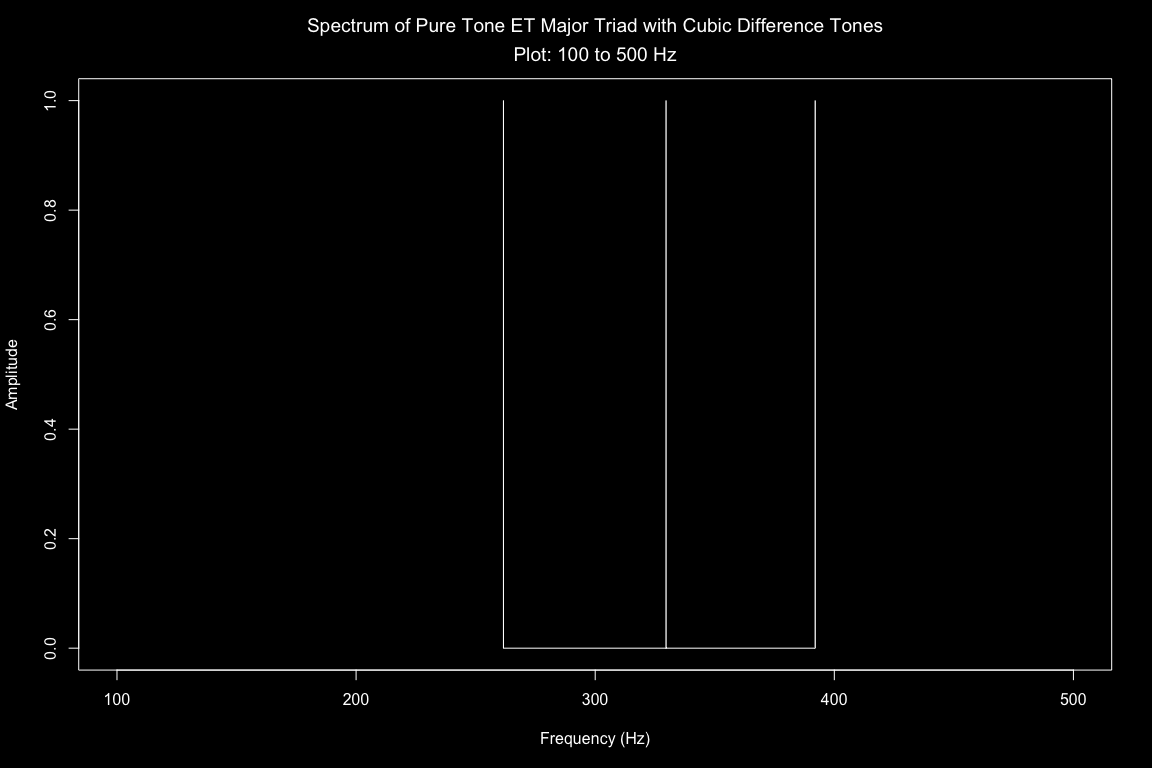 Spectrum of Pure Tone ET Major Triad with Cubic Difference Tones
Plot: 100 to 500 Hz
1.0
0.8
0.6
0.4
0.2
0.0
Amplitude
100 200 300 400 500
Frequency (Hz)